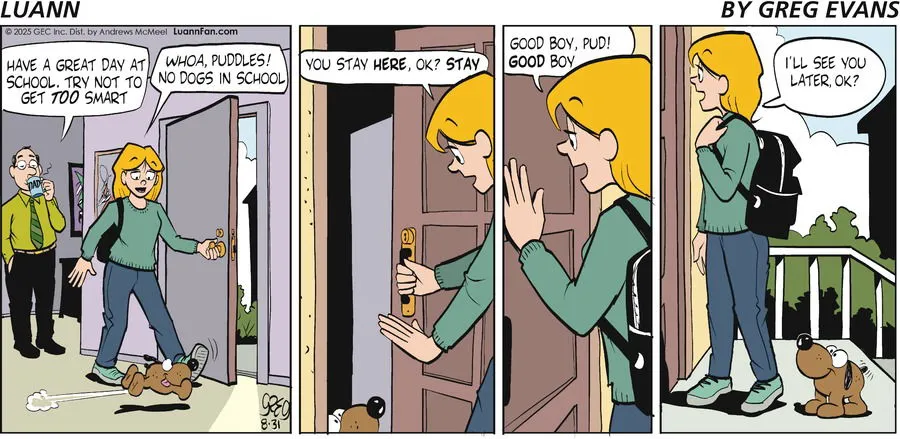 LUANN
BY GREG EVANS
© 2025 GEC Inc. Dist. by Andrews McMeel LuannFan.com
HAVE A GREAT DAY AT
SCHOOL. TRY NOT TO
GET TOO SMART
WHOA, PUDDLES!
NO DOGS IN SCHOOL
DAD
GREG
8·31
YOU STAY HERE, OK? STAY
GOOD BOY, PUD!
GOOD BOY
I'LL SEE YOU
LATER, OK?